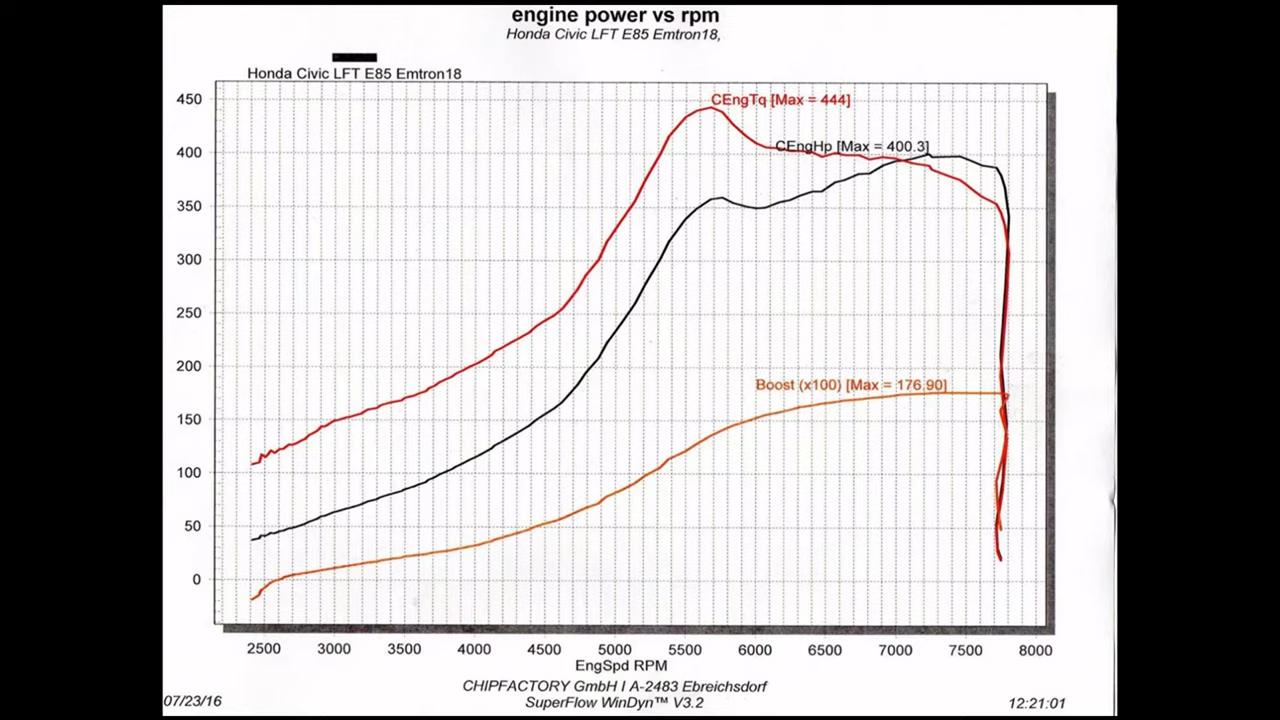 engine power vs rpm
Honda Civic LFT E85 Emtron18,
Honda Civic LFT E85 Emtron18
CEngTq [Max = 444]
CEngHp [Max = 400.3]
Boost (x100) [Max = 176.90]
450
400
350
300
250
200
150
100
50
0
2500 3000 3500 4000 4500 5000 5500 6000 6500 7000 7500 8000
EngSpd RPM
CHIPFACTORY GmbH I A-2483 Ebreichsdorf
07/23/16 SuperFlow WinDyn™ V3.2 12:21:01